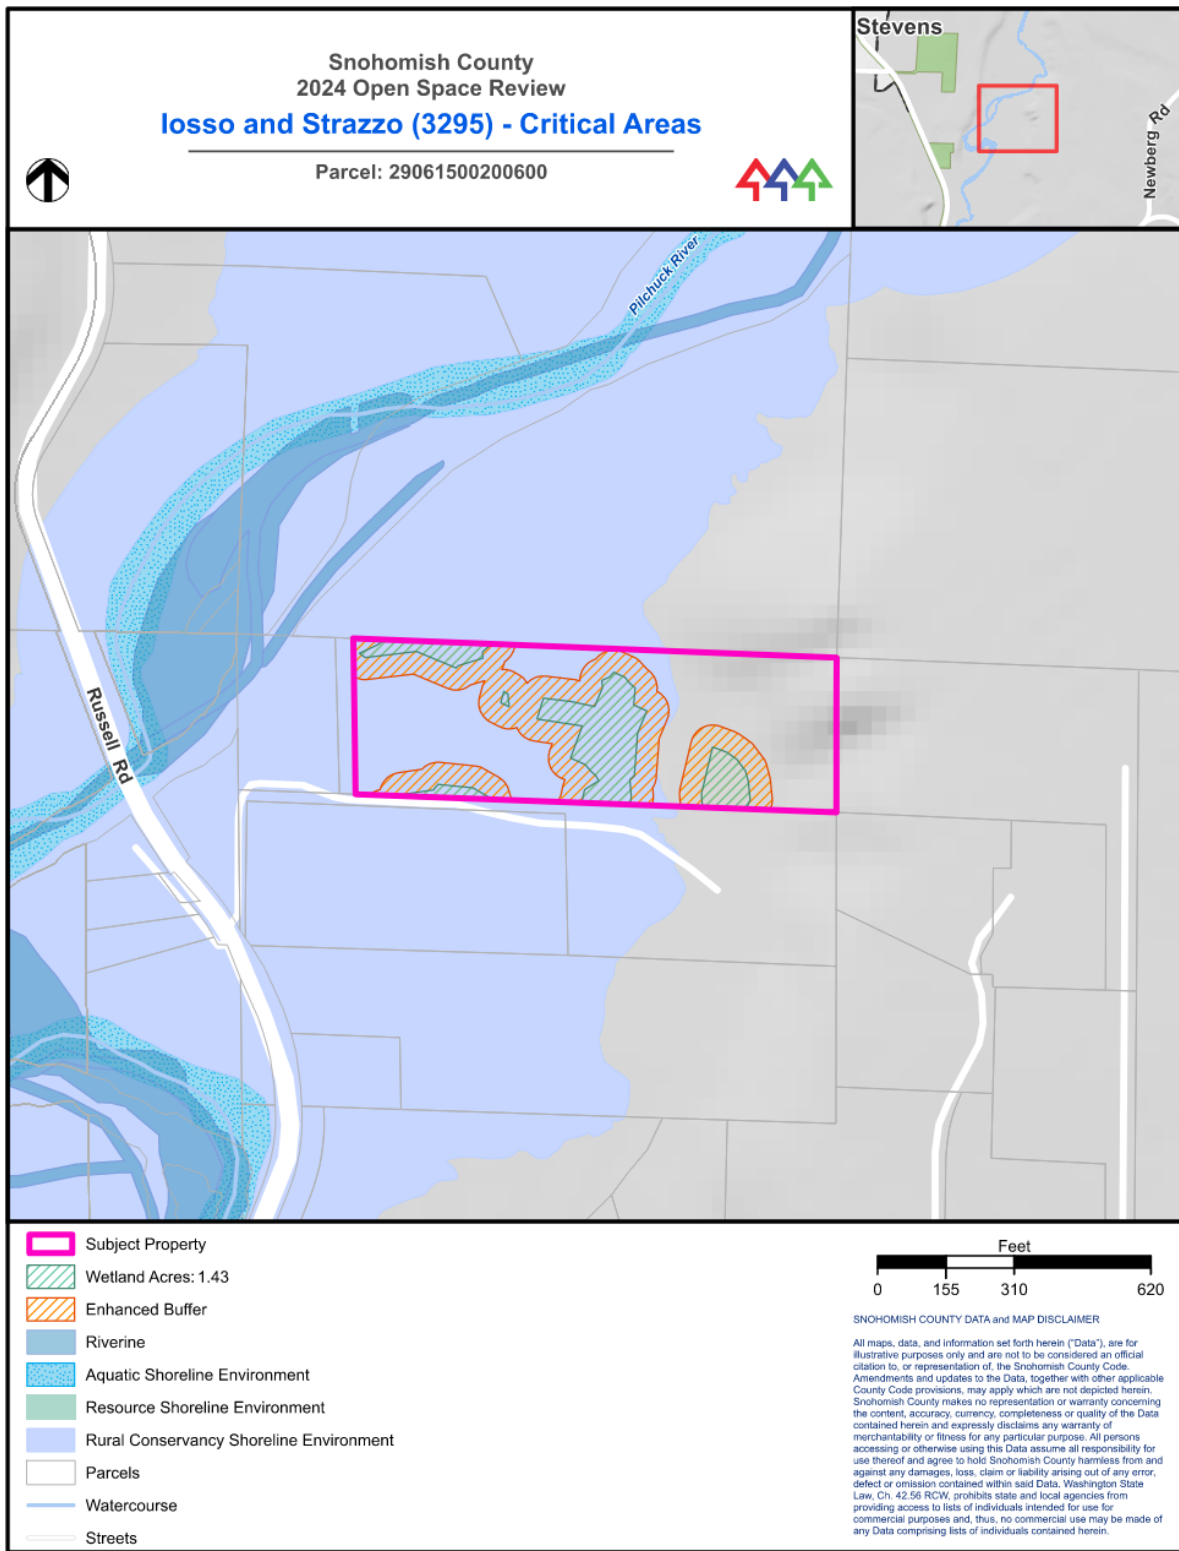 Snohomish County
2024 Open Space Review
Iosso and Strazzo (3295) - Critical Areas
Parcel: 29061500200600
Stevens
Newberg Rd
Pilchuck River
Russell Rd
Subject Property
Wetland Acres: 1.43
Enhanced Buffer
Riverine
Aquatic Shoreline Environment
Resource Shoreline Environment
Rural Conservancy Shoreline Environment
Parcels
Watercourse
Streets
Feet
0 155 310 620
SNOHOMISH COUNTY DATA and MAP DISCLAIMER
All maps, data, and information set forth herein ("Data"), are for
illustrative purposes only and are not to be considered an official
citation to, or representation of, the Snohomish County Code.
Amendments and updates to the Data, together with other applicable
County Code provisions, may apply which are not depicted herein.
Snohomish County makes no representation or warranty concerning
the content, accuracy, currency, completeness or quality of the Data
contained herein and expressly disclaims any warranty of
merchantability or fitness for any particular purpose. All persons
accessing or otherwise using this Data assume all responsibility for
use thereof and agree to hold Snohomish County harmless from and
against any damages, loss, claim or liability arising out of any error,
defect or omission contained within said Data. Washington State
Law, Ch. 42.56 RCW, prohibits state and local agencies from
providing access to lists of individuals intended for use for
commercial purposes and, thus, no commercial use may be made of
any Data comprising lists of individuals contained herein.